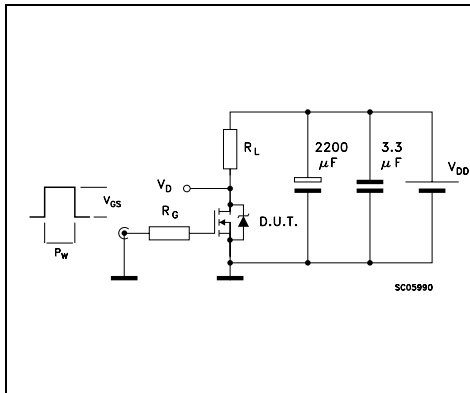 R_L
2200
μF
3.3
μF
V_DD
V_D
V_GS
R_G
D.U.T.
P_W
SC05990